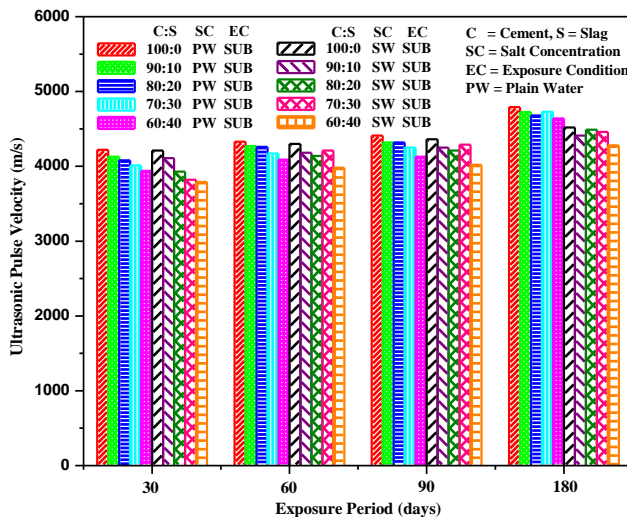 6000
5000
4000
3000
2000
1000
0
Ultrasonic Pulse Velocity (m/s)
C:S SC EC
100:0 PW SUB
90:10 PW SUB
80:20 PW SUB
70:30 PW SUB
60:40 PW SUB
C:S SC EC
100:0 SW SUB
90:10 SW SUB
80:20 SW SUB
70:30 SW SUB
60:40 SW SUB
C = Cement, S = Slag
SC = Salt Concentration
EC = Exposure Condition
PW = Plain Water
30 60 90 180
Exposure Period (days)